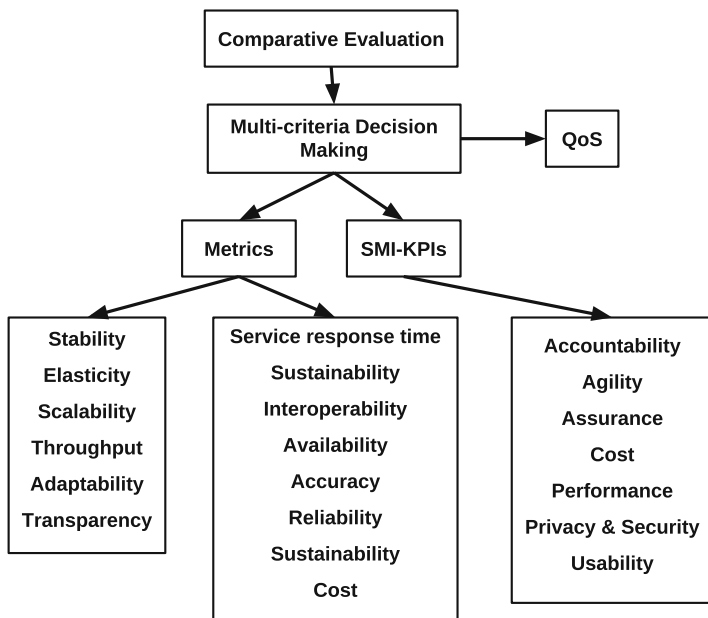 Comparative Evaluation
Multi-criteria Decision
Making
QoS
Metrics
SMI-KPIs
Stability
Elasticity
Scalability
Throughput
Adaptability
Transparency
Service response time
Sustainability
Interoperability
Availability
Accuracy
Reliability
Sustainability
Cost
Accountability
Agility
Assurance
Cost
Performance
Privacy & Security
Usability